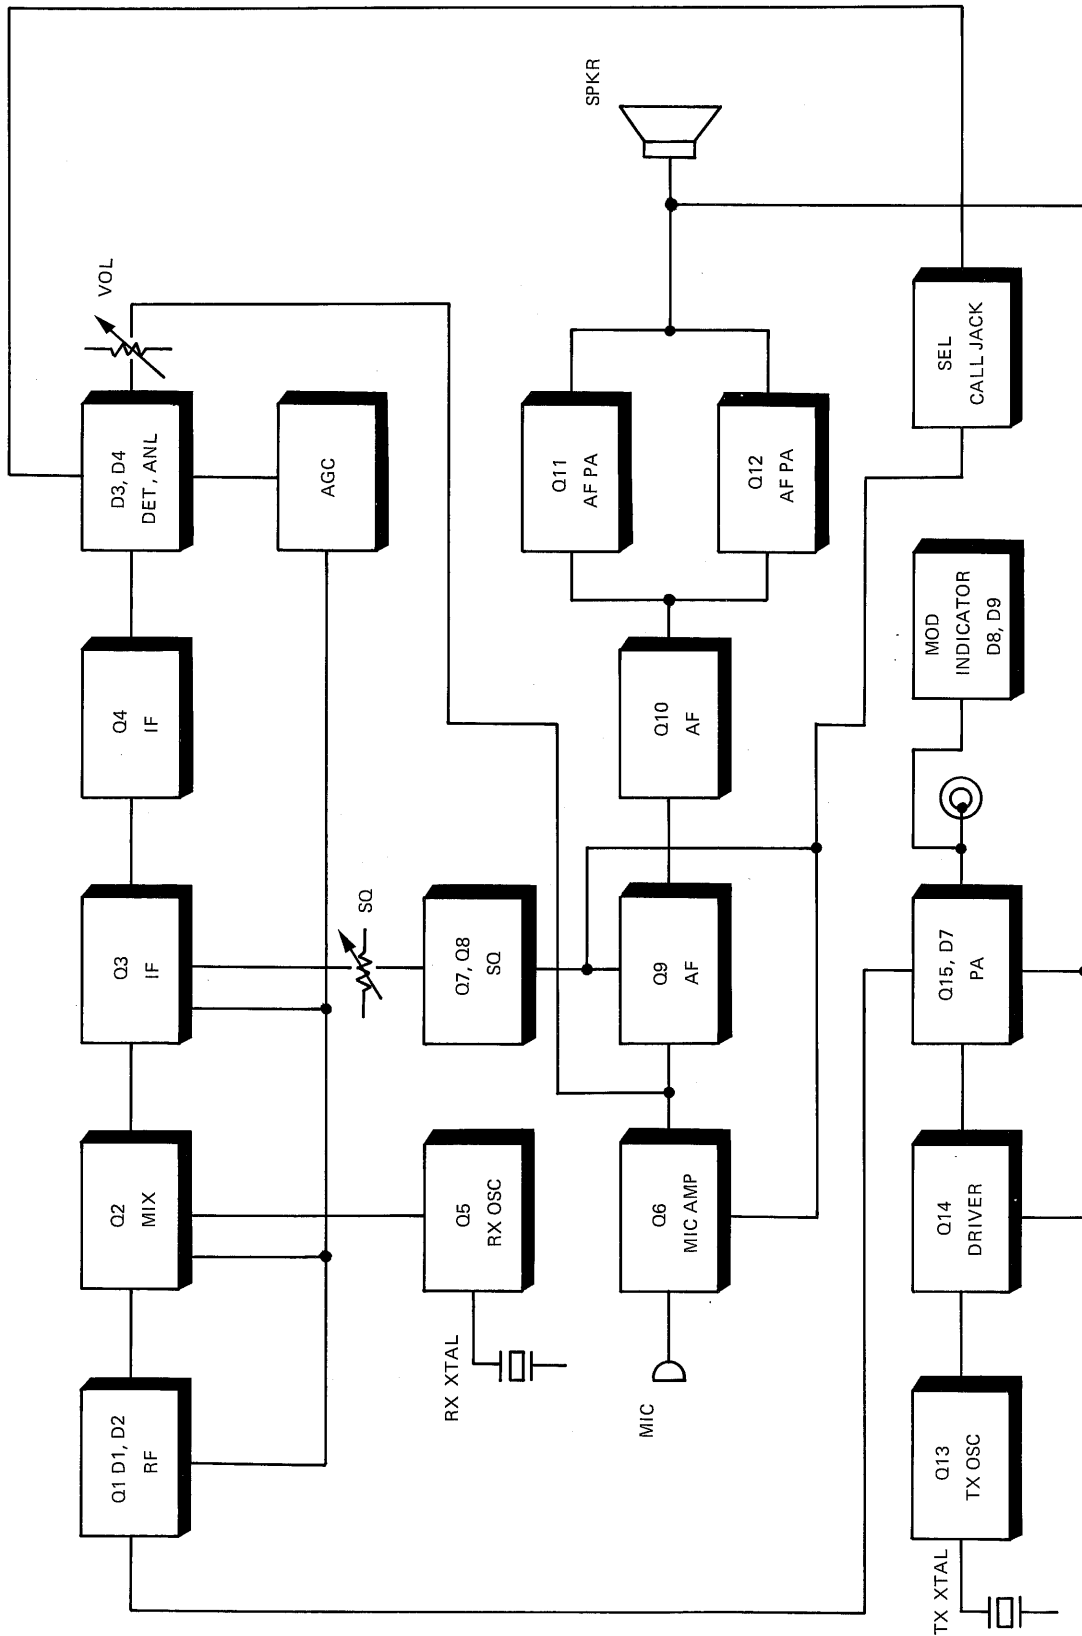 Q1 D1, D2
RF
Q2
MIX
Q3
IF
Q4
IF
D3, D4
DET, ANL
VOL
AGC
SQ
RX XTAL
Q5
RX OSC
Q7, Q8
SQ
MIC
Q6
MIC AMP
Q9
AF
Q10
AF
Q11
AF PA
Q12
AF PA
SPKR
TX XTAL
Q13
TX OSC
Q14
DRIVER
Q15, D7
PA
MOD
INDICATOR
D8, D9
SEL
CALL JACK